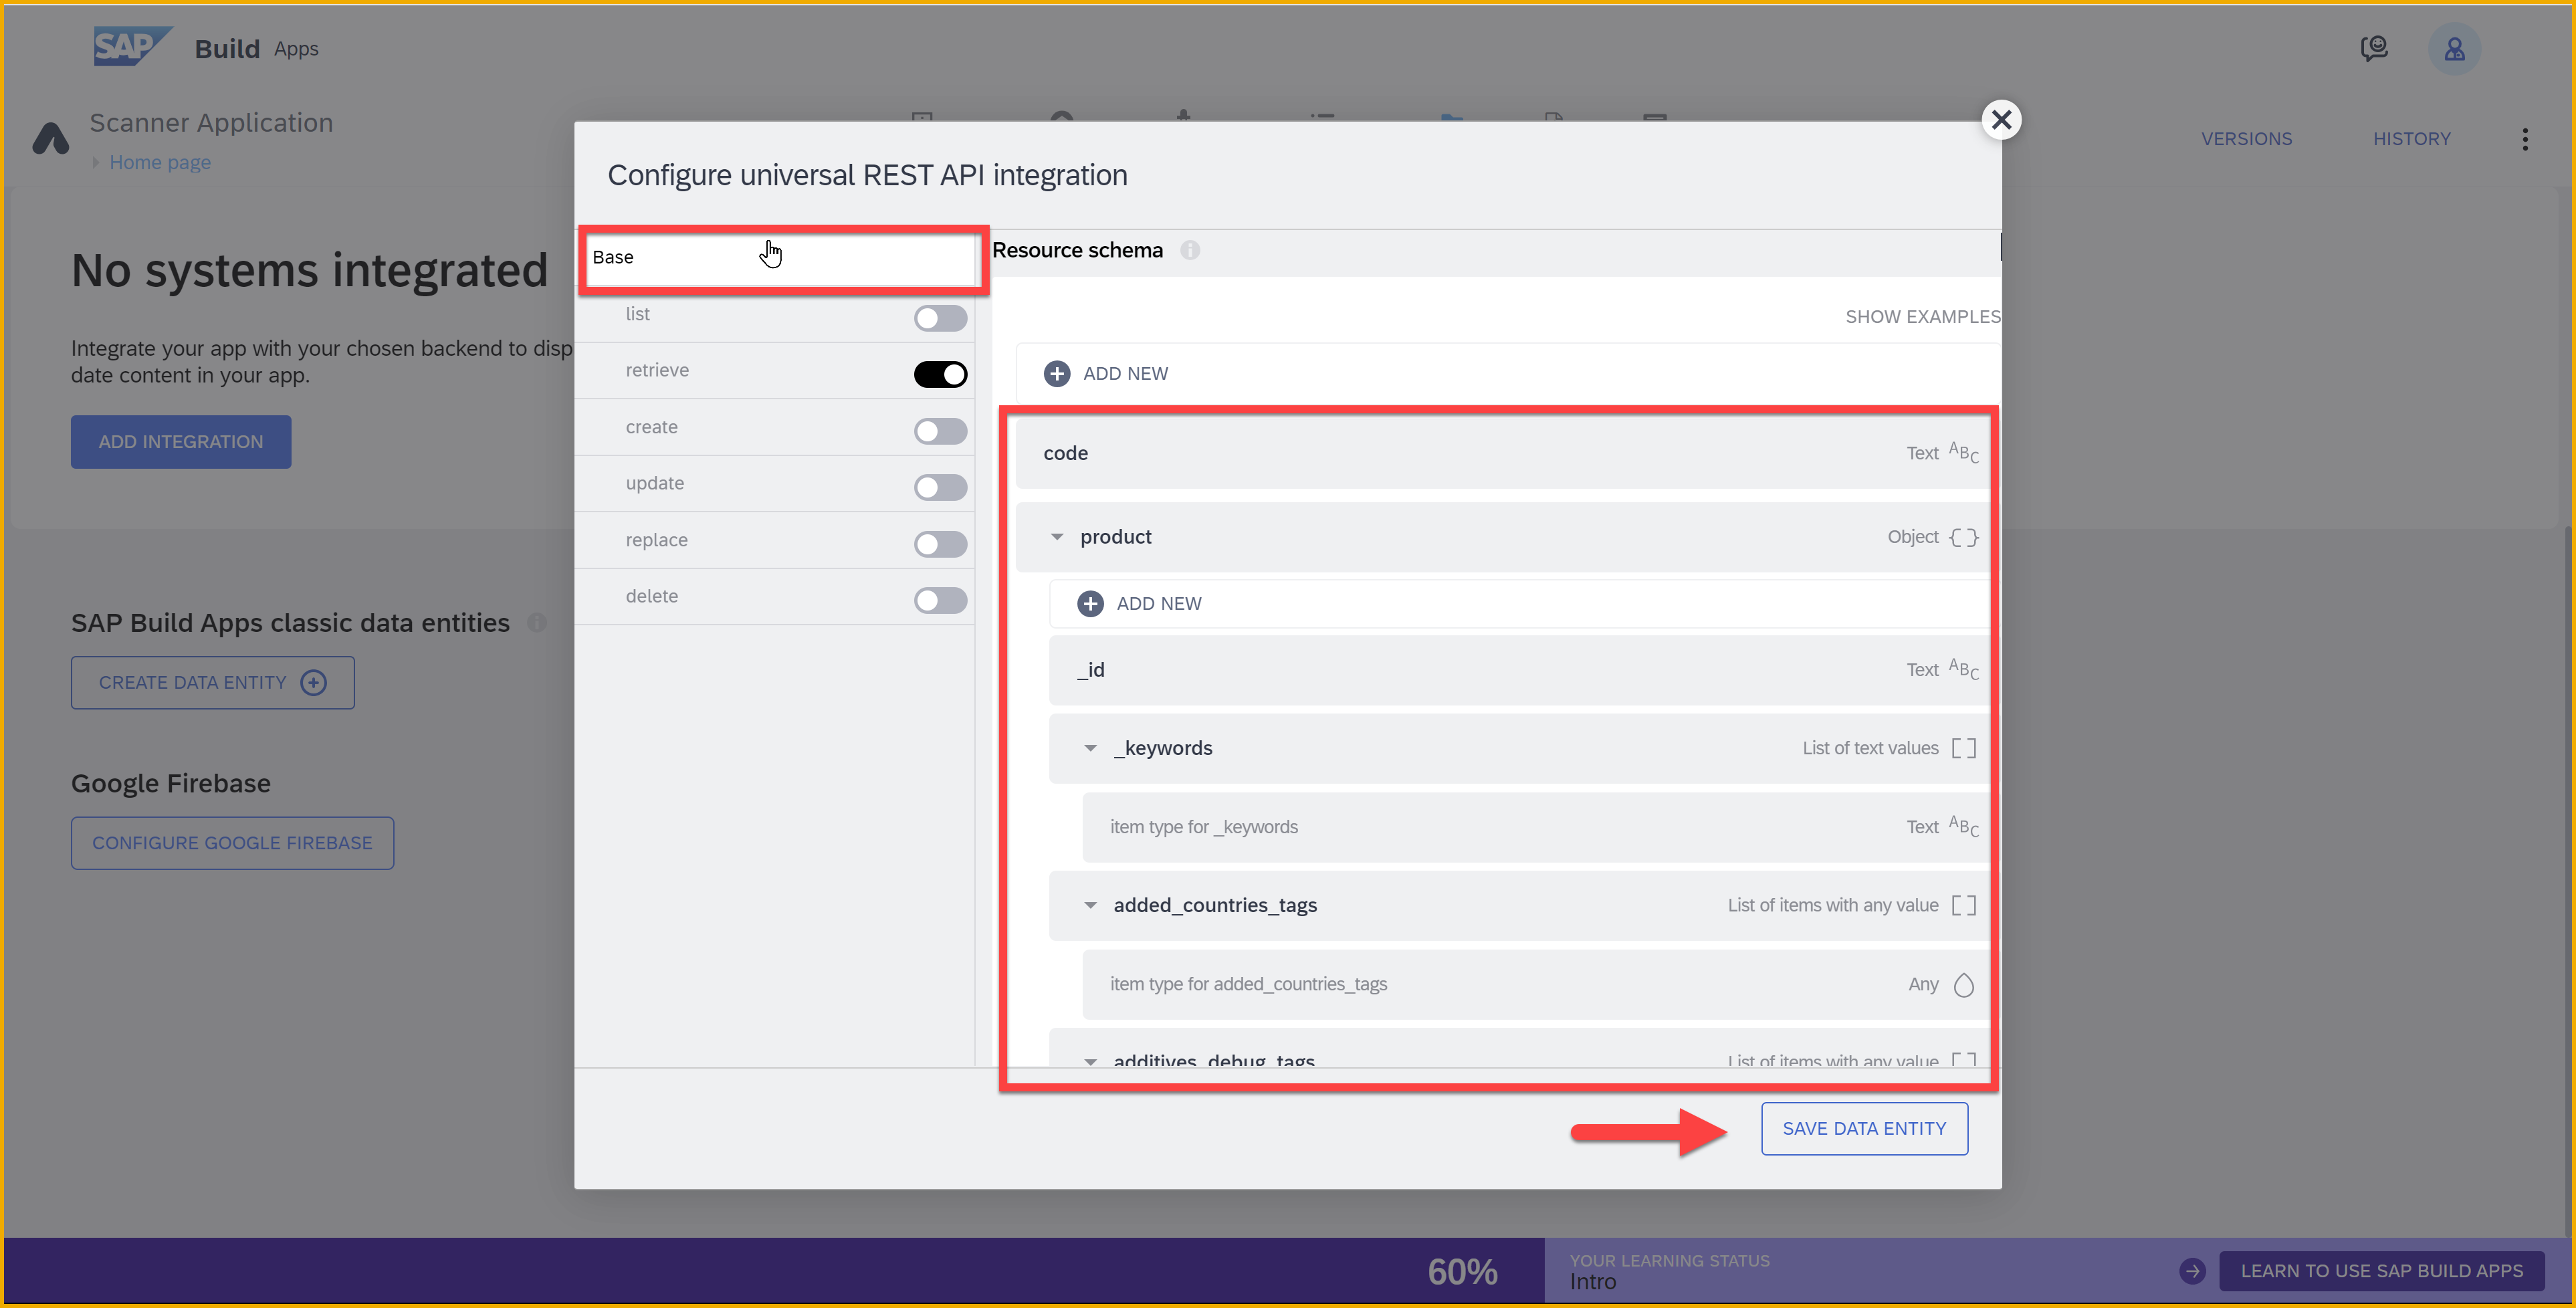 SAP Build Apps
Scanner Application
Home page
VERSIONS
HISTORY
Configure universal REST API integration
No systems integrated
Integrate your app with your chosen backend to disp
date content in your app.
ADD INTEGRATION
SAP Build Apps classic data entities
CREATE DATA ENTITY
Google Firebase
CONFIGURE GOOGLE FIREBASE
Base
list
retrieve
create
update
replace
delete
Resource schema
SHOW EXAMPLES
ADD NEW
code Text ABC
product Object {}
ADD NEW
_id Text ABC
_keywords List of text values []
item type for _keywords Text ABC
added_countries_tags List of items with any value []
item type for added_countries_tags Any
additives_debug_tags List of items with any value []
SAVE DATA ENTITY
60%
YOUR LEARNING STATUS
Intro
LEARN TO USE SAP BUILD APPS